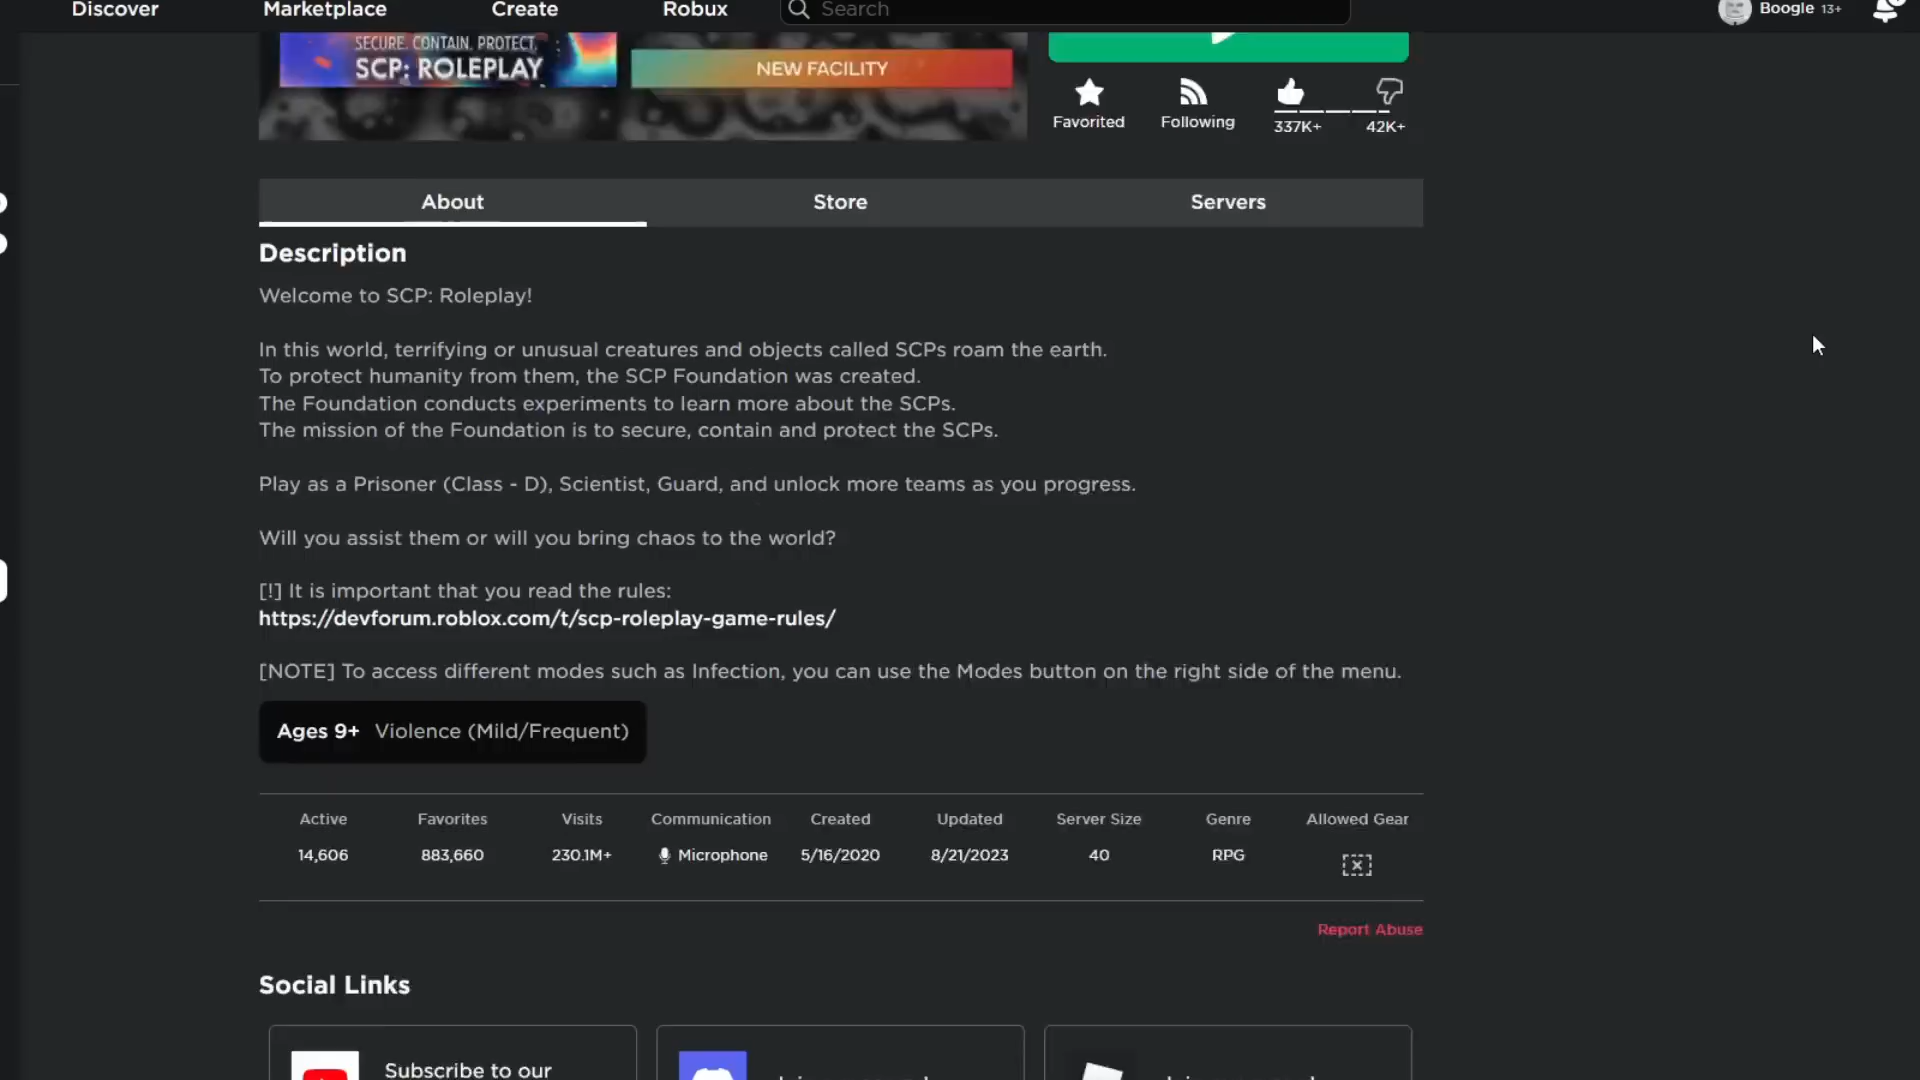 Discover Marketplace Create Robux Search Boogle 13+
SECURE. CONTAIN. PROTECT.
SCP: ROLEPLAY
NEW FACILITY
Favorited Following 337K+ 42K+
About Store Servers
Description
Welcome to SCP: Roleplay!
In this world, terrifying or unusual creatures and objects called SCPs roam the earth.
To protect humanity from them, the SCP Foundation was created.
The Foundation conducts experiments to learn more about the SCPs.
The mission of the Foundation is to secure, contain and protect the SCPs.
Play as a Prisoner (Class - D), Scientist, Guard, and unlock more teams as you progress.
Will you assist them or will you bring chaos to the world?
[!] It is important that you read the rules:
https://devforum.roblox.com/t/scp-roleplay-game-rules/
[NOTE] To access different modes such as Infection, you can use the Modes button on the right side of the menu.
Ages 9+ Violence (Mild/Frequent)
Active Favorites Visits Communication Created Updated Server Size Genre Allowed Gear
14,606 883,660 230.1M+ Microphone 5/16/2020 8/21/2023 40 RPG
Report Abuse
Social Links
Subscribe to our